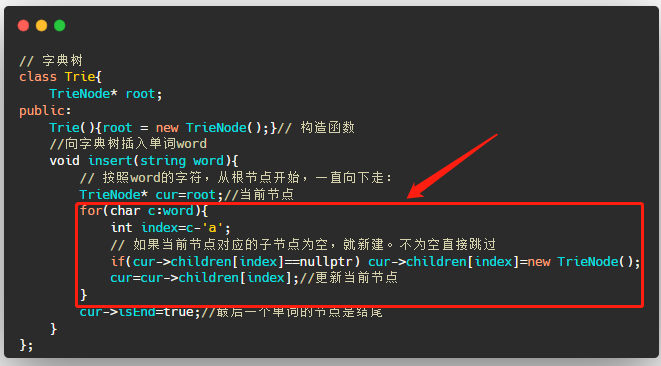 // 字典树
class Trie{
    TrieNode* root;
public:
    Trie(){root = new TrieNode();}// 构造函数
    //向字典树插入单词word
    void insert(string word){
        // 按照word的字符，从根节点开始，一直向下走：
        TrieNode* cur=root;//当前节点
        for(char c:word){
            int index=c-'a';
            // 如果当前节点对应的子节点为空，就新建。不为空直接跳过
            if(cur->children[index]==nullptr) cur->children[index]=new TrieNode();
            cur=cur->children[index];//更新当前节点
        }
        cur->isEnd=true;//最后一个单词的节点是结尾
    }
};